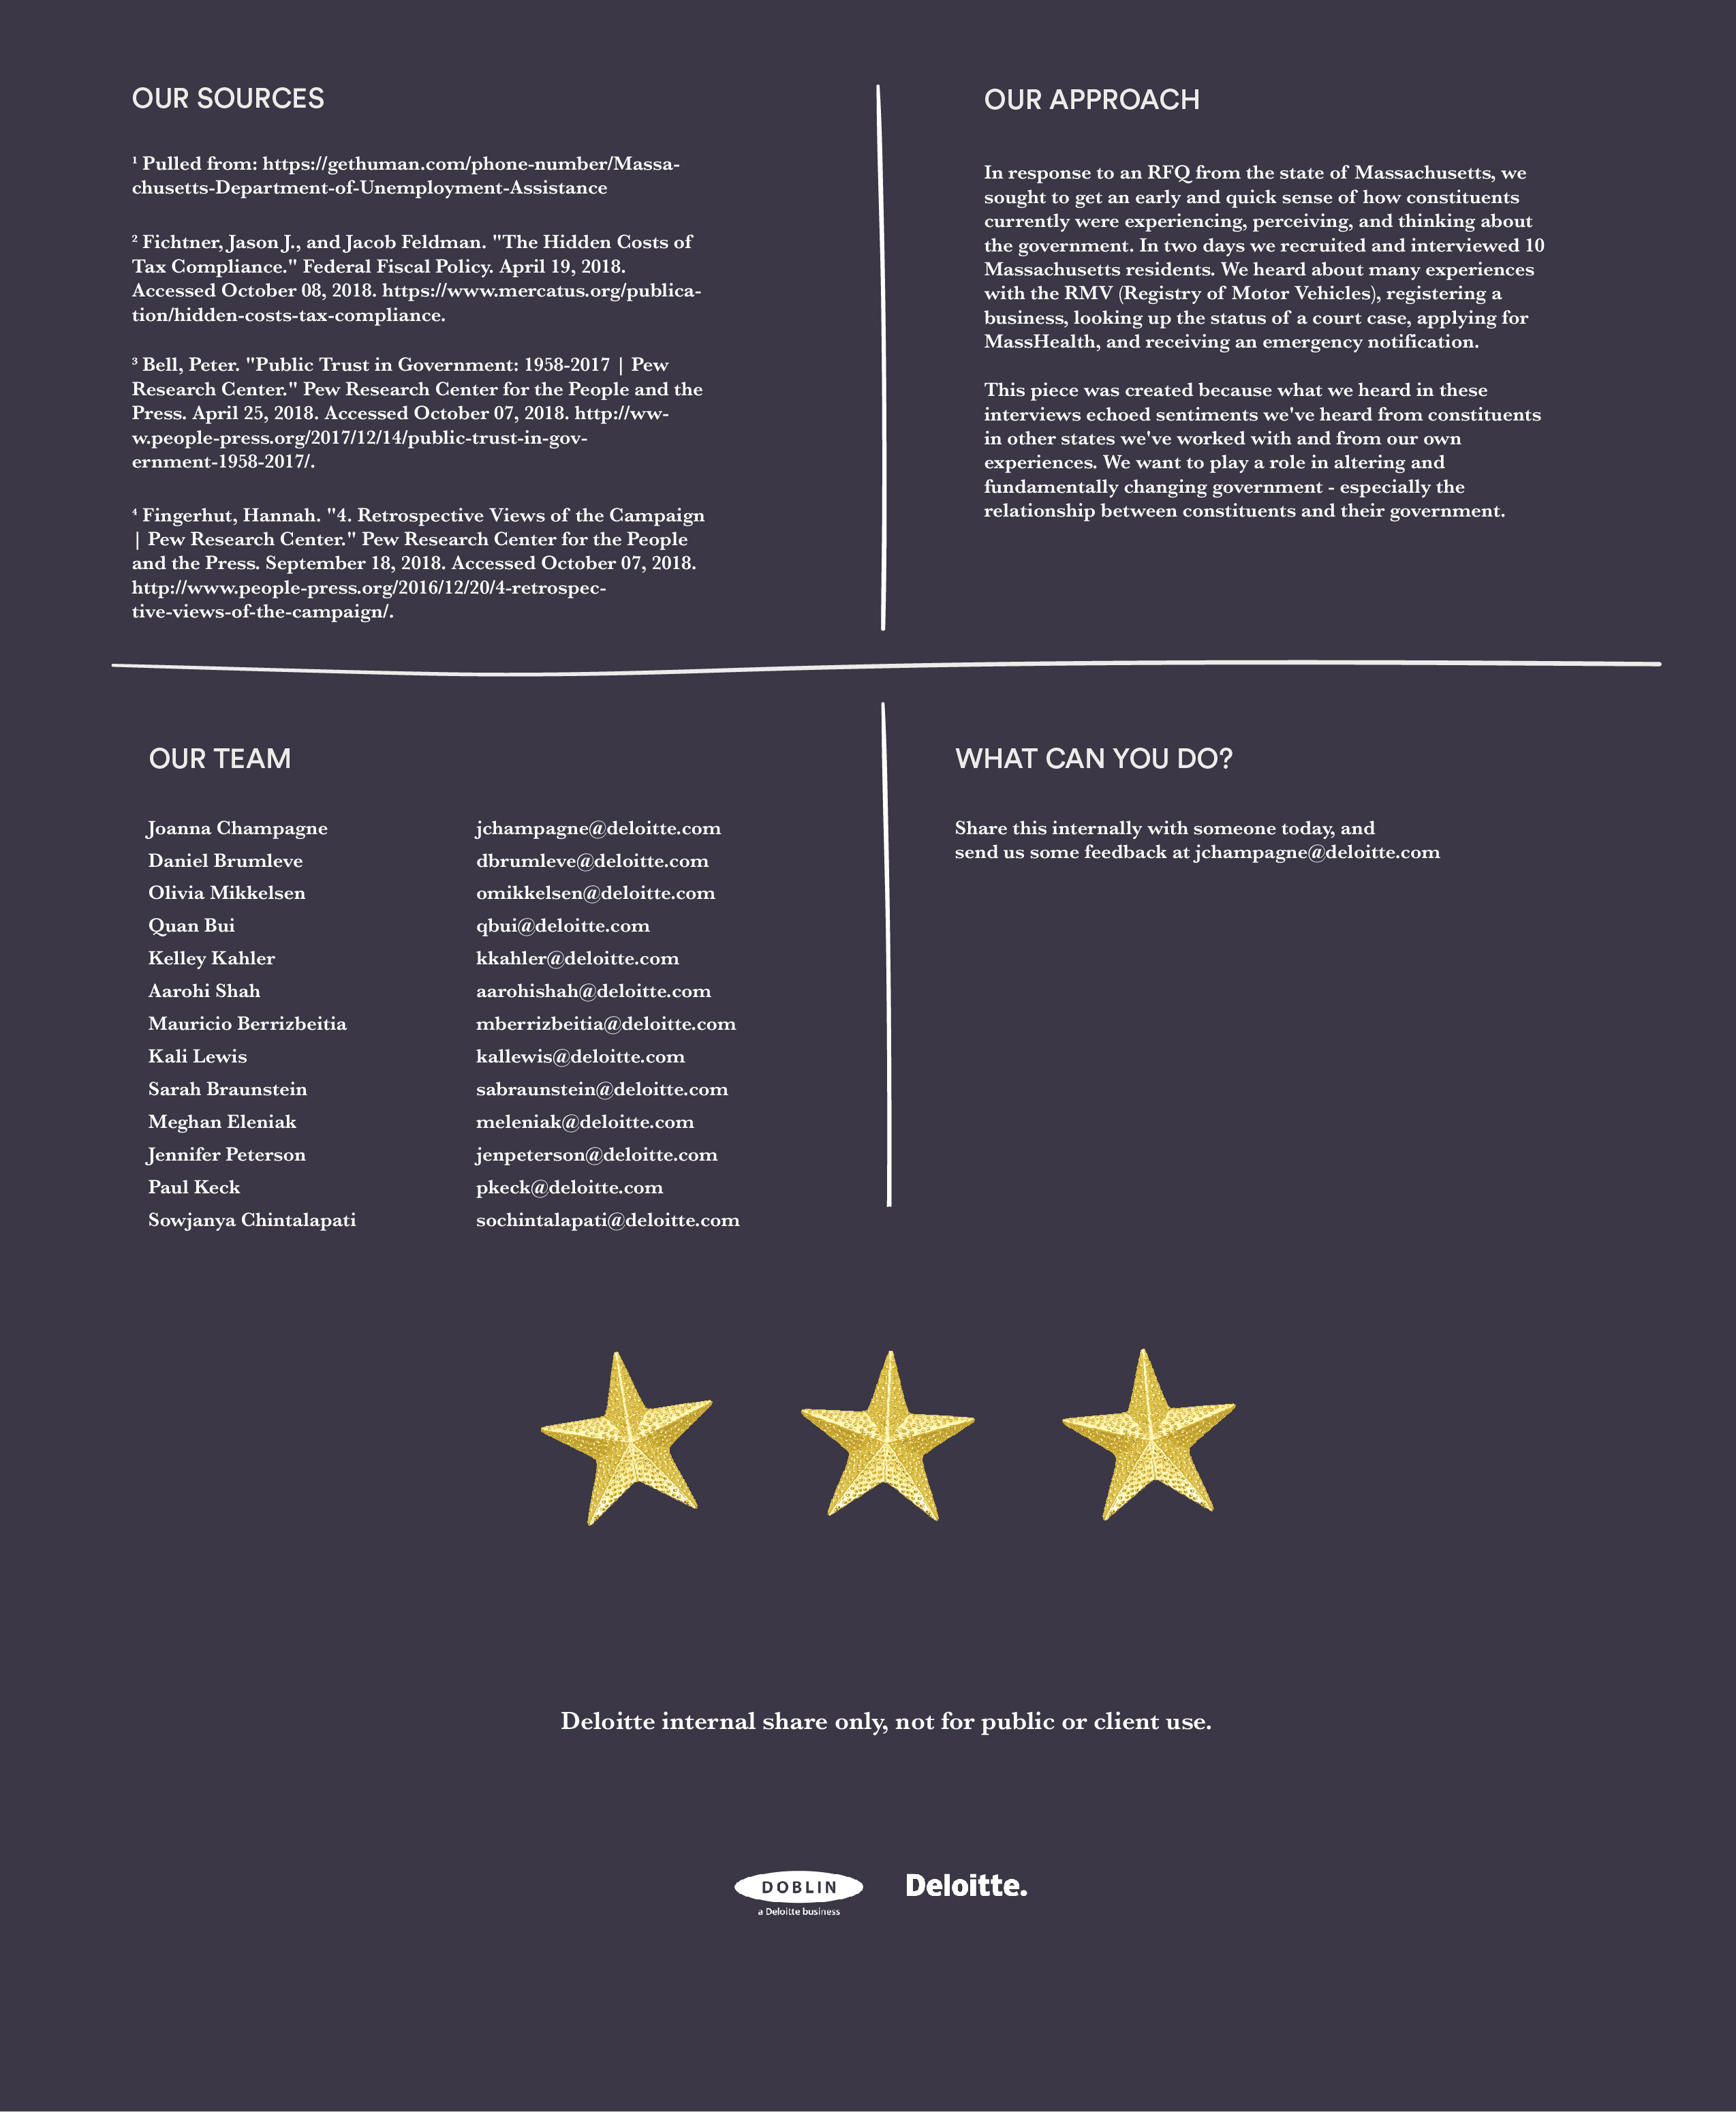 OUR SOURCES
¹ Pulled from: https://gethuman.com/phone-number/Massa-
chusetts-Department-of-Unemployment-Assistance
² Fichtner, Jason J., and Jacob Feldman. "The Hidden Costs of
Tax Compliance." Federal Fiscal Policy. April 19, 2018.
Accessed October 08, 2018. https://www.mercatus.org/publica-
tion/hidden-costs-tax-compliance.
³ Bell, Peter. "Public Trust in Government: 1958-2017 | Pew
Research Center." Pew Research Center for the People and the
Press. April 25, 2018. Accessed October 07, 2018. http://ww-
w.people-press.org/2017/12/14/public-trust-in-gov-
ernment-1958-2017/.
⁴ Fingerhut, Hannah. "4. Retrospective Views of the Campaign
| Pew Research Center." Pew Research Center for the People
and the Press. September 18, 2018. Accessed October 07, 2018.
http://www.people-press.org/2016/12/20/4-retrospec-
tive-views-of-the-campaign/.
OUR APPROACH
In response to an RFQ from the state of Massachusetts, we
sought to get an early and quick sense of how constituents
currently were experiencing, perceiving, and thinking about
the government. In two days we recruited and interviewed 10
Massachusetts residents. We heard about many experiences
with the RMV (Registry of Motor Vehicles), registering a
business, looking up the status of a court case, applying for
MassHealth, and receiving an emergency notification.
This piece was created because what we heard in these
interviews echoed sentiments we've heard from constituents
in other states we've worked with and from our own
experiences. We want to play a role in altering and
fundamentally changing government - especially the
relationship between constituents and their government.
OUR TEAM
Joanna Champagne jchampagne@deloitte.com
Daniel Brumleve dbrumleve@deloitte.com
Olivia Mikkelsen omikkelsen@deloitte.com
Quan Bui qbui@deloitte.com
Kelley Kahler kkahler@deloitte.com
Aarohi Shah aarohishah@deloitte.com
Mauricio Berrizbeitia mberrizbeitia@deloitte.com
Kali Lewis kallewis@deloitte.com
Sarah Braunstein sabraunstein@deloitte.com
Meghan Eleniak meleniak@deloitte.com
Jennifer Peterson jenpeterson@deloitte.com
Paul Keck pkeck@deloitte.com
Sowjanya Chintalapati sochintalapati@deloitte.com
WHAT CAN YOU DO?
Share this internally with someone today, and
send us some feedback at jchampagne@deloitte.com
Deloitte internal share only, not for public or client use.
DOBLIN
a Deloitte business
Deloitte.